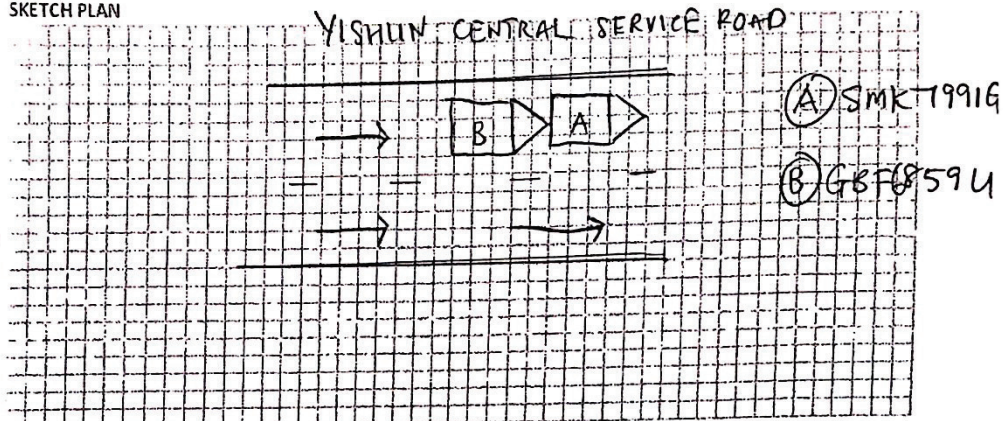 SKETCH PLAN
YISHUN CENTRAL SERVICE ROAD
A SMK7991G
B A
B GBF6859U